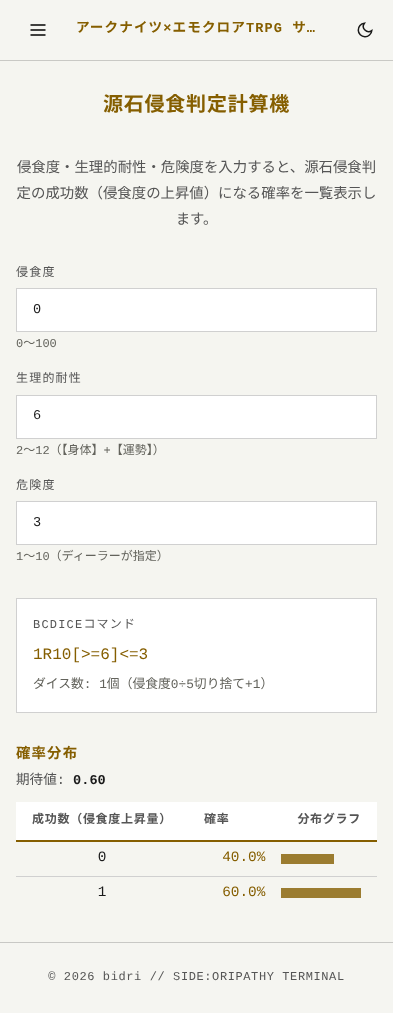 アークナイツ×エモクロアTRPG サ…
源石侵食判定計算機
侵食度・生理的耐性・危険度を入力すると、源石侵食判
定の成功数（侵食度の上昇値）になる確率を一覧表示し
ます。
侵食度
0
0〜100
生理的耐性
6
2〜12（【身体】+【運勢】）
危険度
3
1〜10（ディーラーが指定）
BCDICEコマンド
1R10[>=6]<=3
ダイス数: 1個（侵食度0÷5切り捨て+1）
確率分布
期待値: 0.60
成功数（侵食度上昇量） 確率 分布グラフ
0 40.0%
1 60.0%
© 2026 bidri // SIDE:ORIPATHY TERMINAL